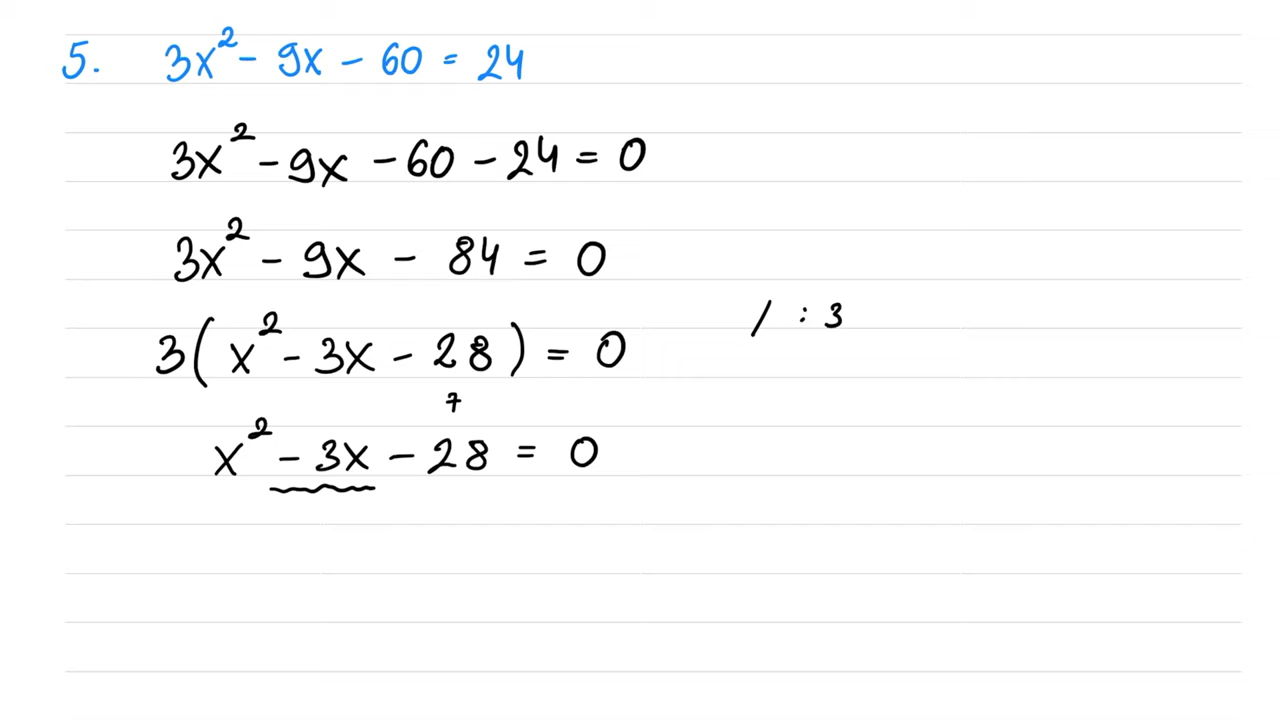 5. 3x² - 9x - 60 = 24
3x² - 9x - 60 - 24 = 0
3x² - 9x - 84 = 0
3(x² - 3x - 28) = 0 / : 3
7
x² - 3x - 28 = 0